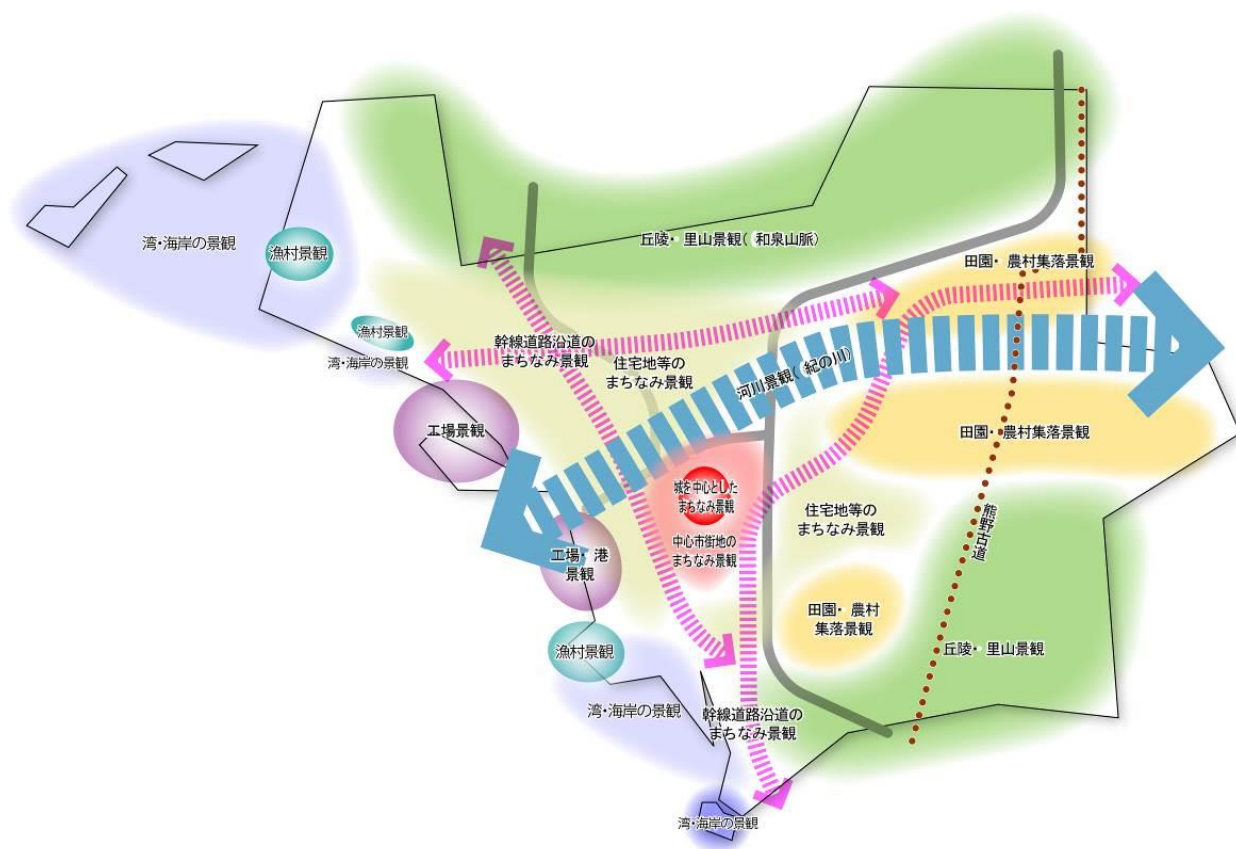 丘陵・里山景観(和泉山脈)
湾・海岸の景観
漁村景観
田園・農村集落景観
漁村景観
湾・海岸の景観
幹線道路沿道の
まちなみ景観
住宅地等の
まちなみ景観
河川景観(紀の川)
工場景観
田園・農村集落景観
城を中心とした
まちなみ景観
中心市街地の
まちなみ景観
住宅地等の
まちなみ景観
熊野古道
工場・港
景観
田園・農村
集落景観
漁村景観
丘陵・里山景観
湾・海岸の景観
幹線道路沿道の
まちなみ景観
湾・海岸の景観